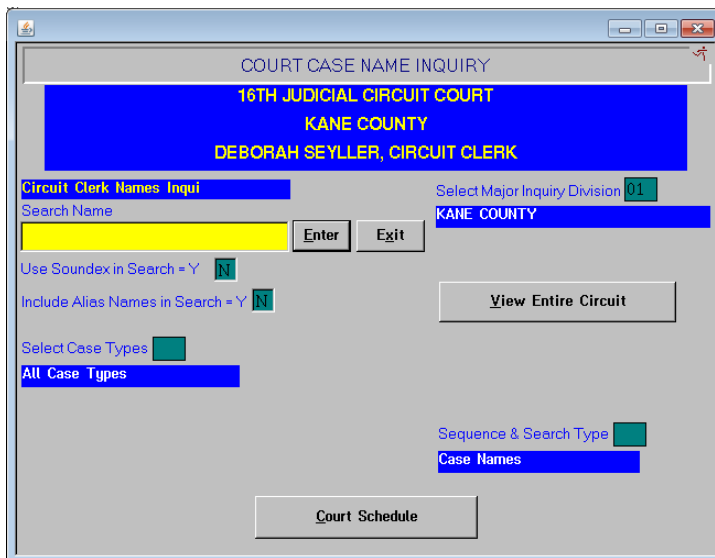 COURT CASE NAME INQUIRY
16TH JUDICIAL CIRCUIT COURT
KANE COUNTY
DEBORAH SEYLLER, CIRCUIT CLERK
Circuit Clerk Names Inqui
Search Name
Enter Exit
Use Soundex in Search = Y N
Include Alias Names in Search = Y N
Select Case Types
All Case Types
Select Major Inquiry Division 01
KANE COUNTY
View Entire Circuit
Sequence & Search Type
Case Names
Court Schedule